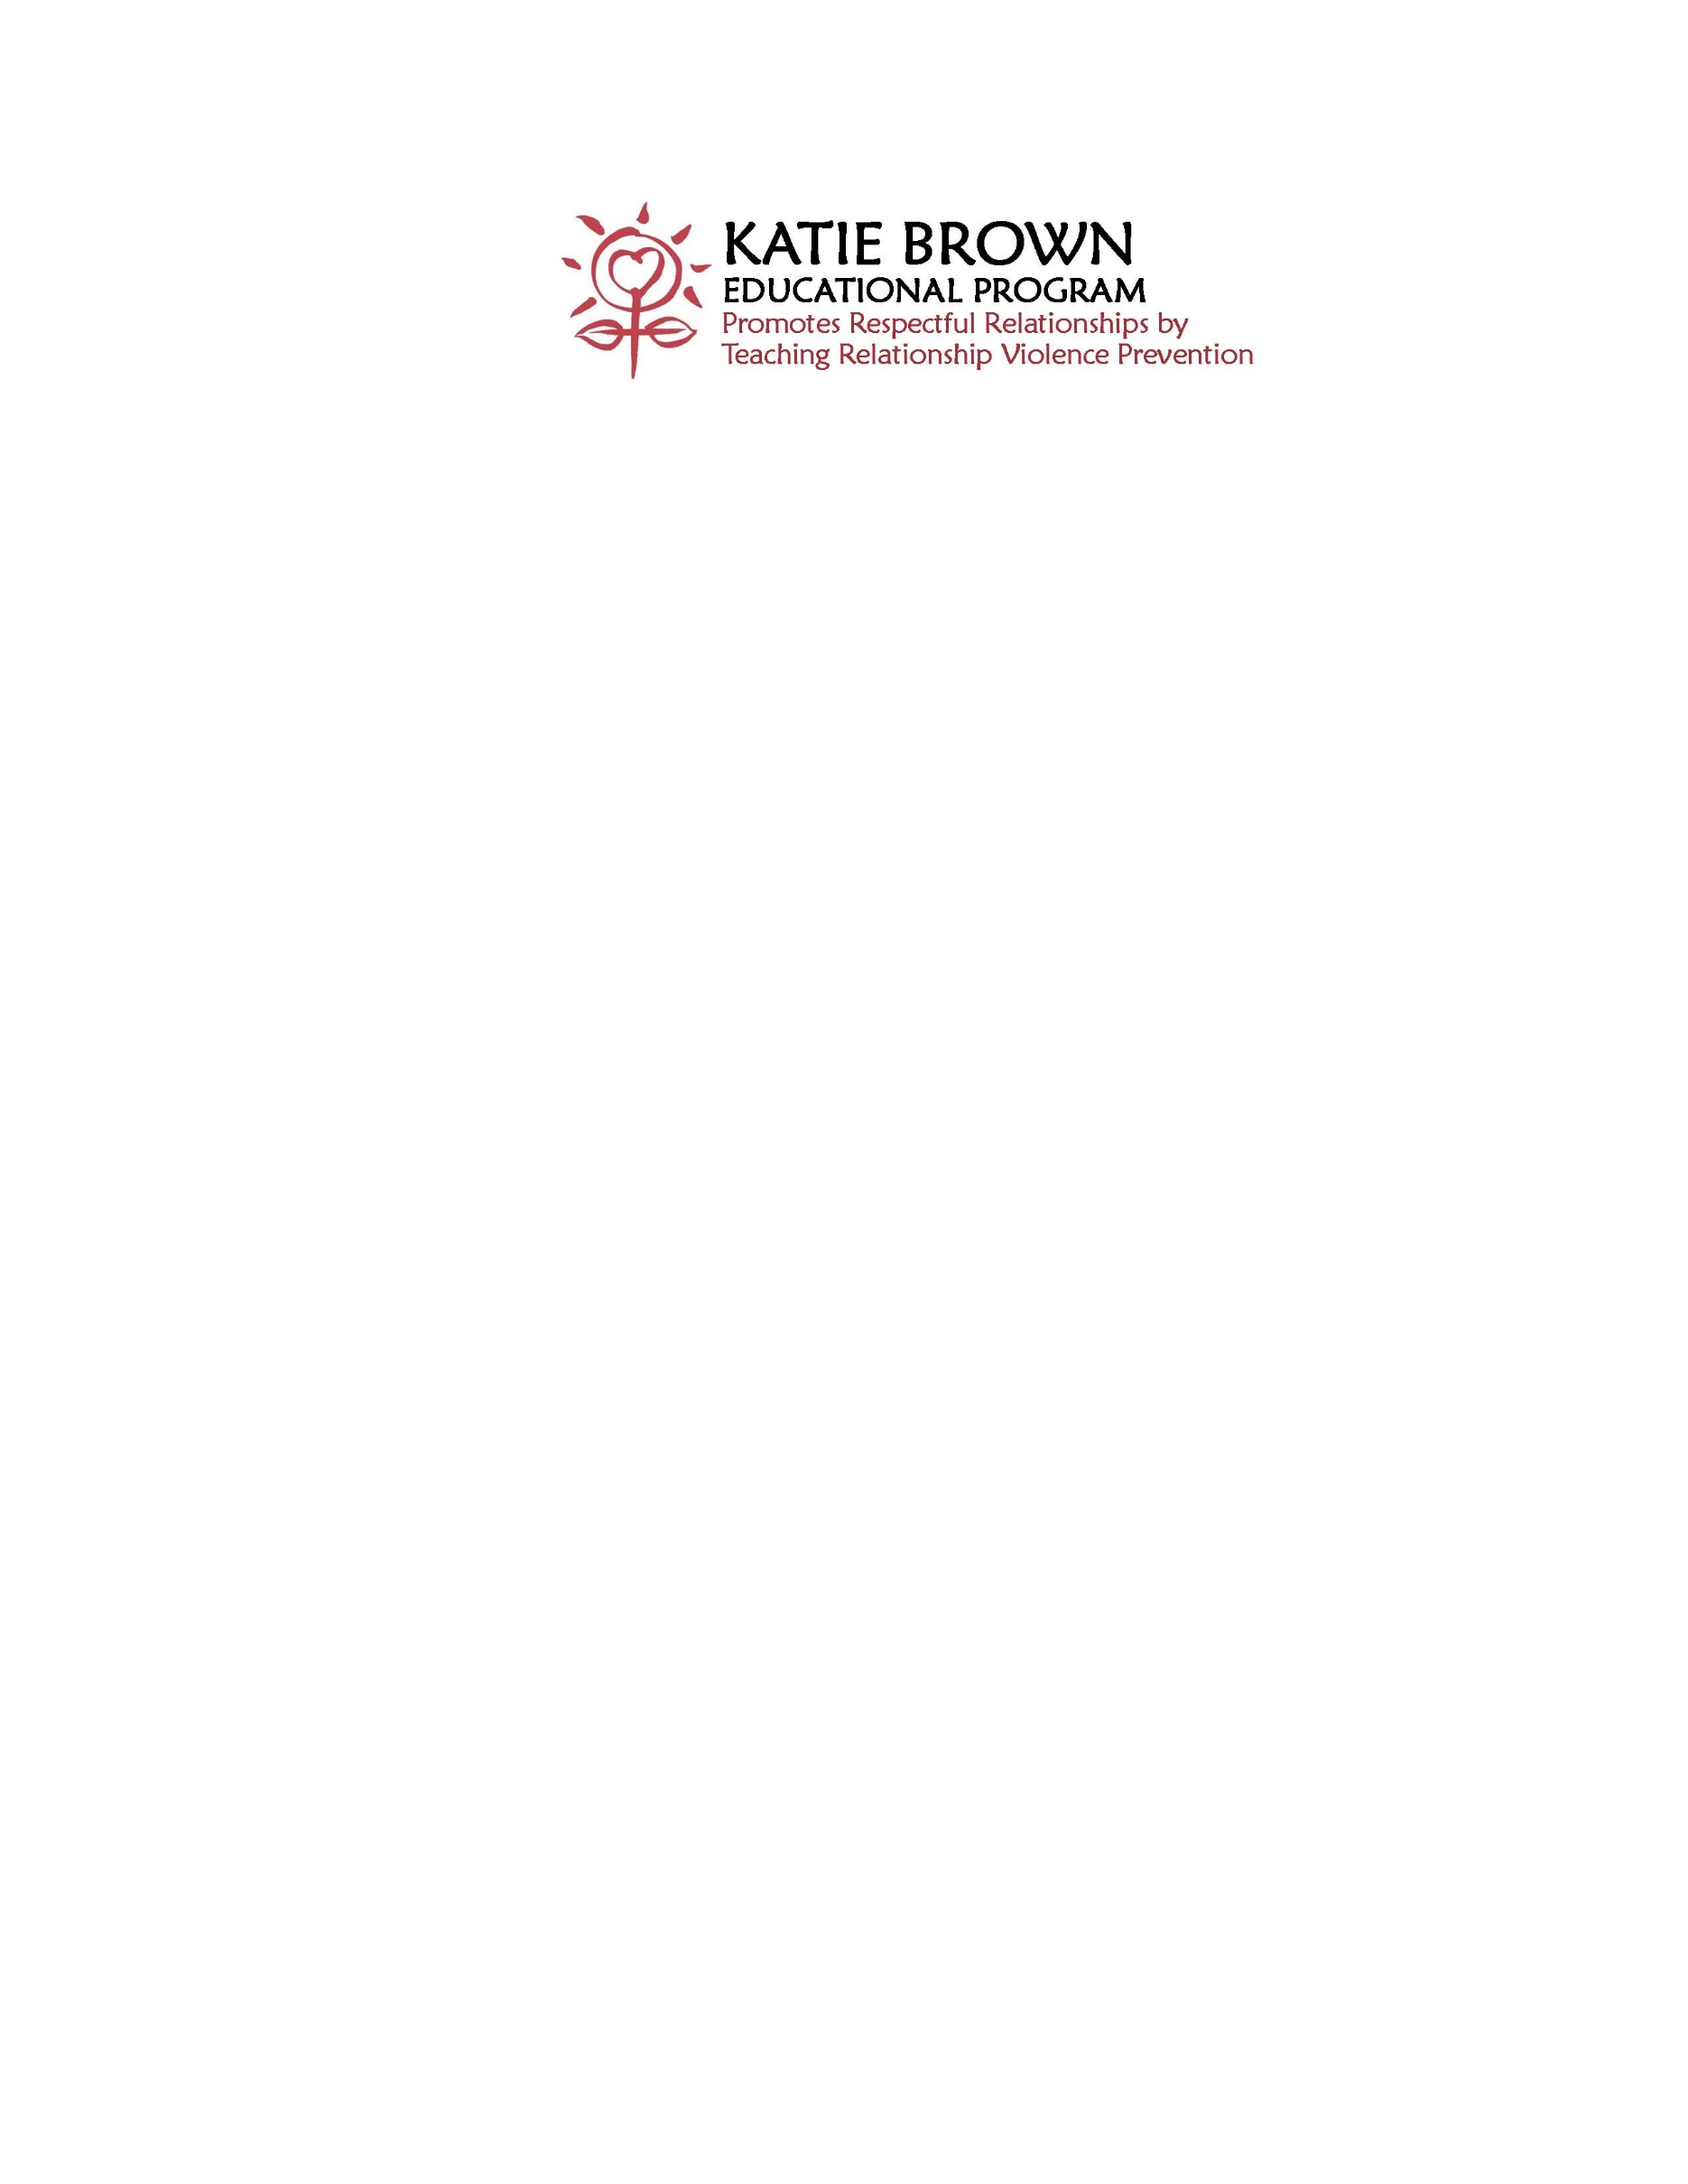 KATIE BROWN
EDUCATIONAL PROGRAM
Promotes Respectful Relationships by
Teaching Relationship Violence Prevention